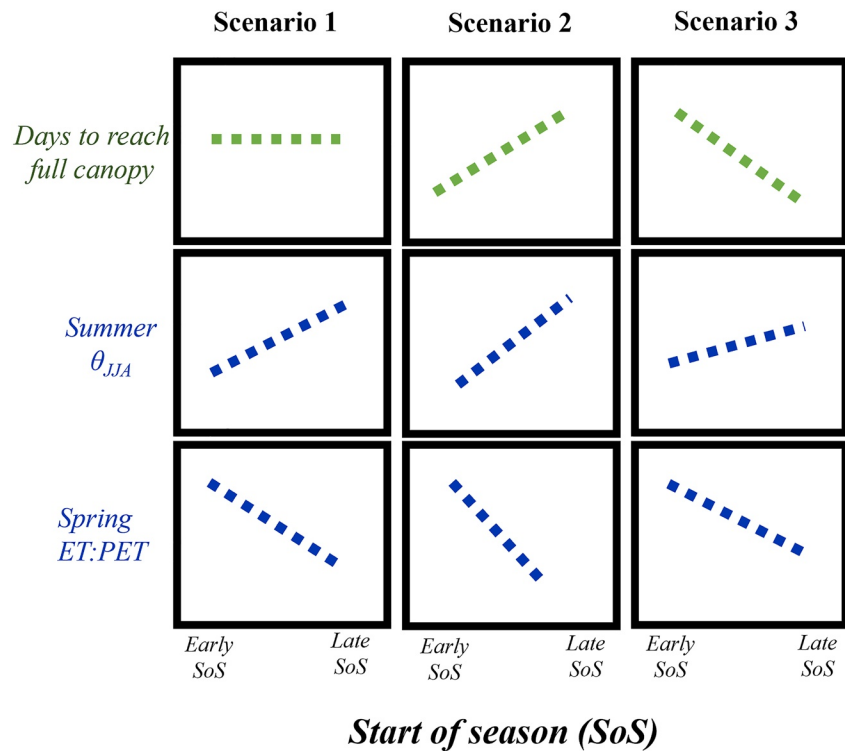 Scenario 1 Scenario 2 Scenario 3
Days to reach
full canopy
Summer
θJJA
Spring
ET:PET
Early Late Early Late Early Late
SoS SoS SoS SoS SoS SoS
Start of season (SoS)